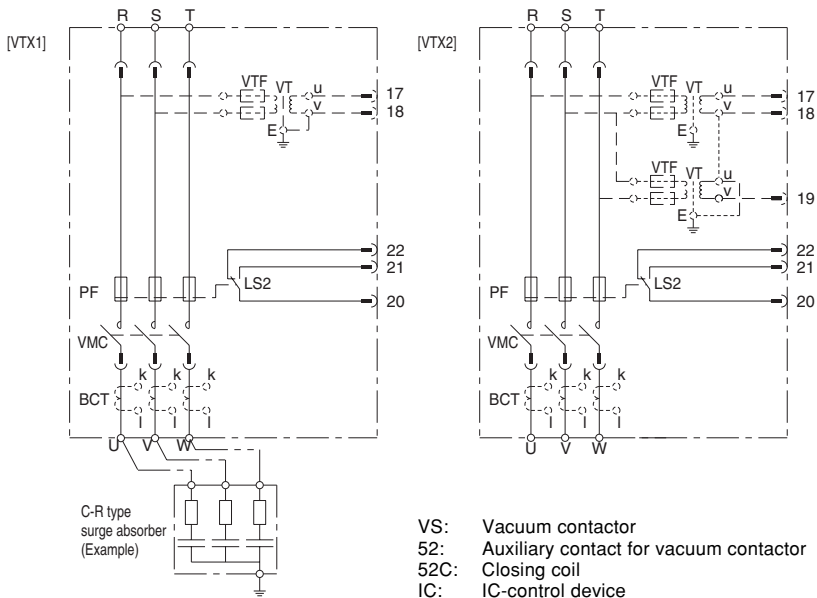 R S T
[VTX1]
VTF
VT
u
v
17
18
E
22
21
LS2
20
PF
VMC
k k k
BCT
l l l
U V W
C-R type
surge absorber
(Example)
R S T
[VTX2]
VTF
VT
u
v
17
18
E
VTF
VT
u
v
19
E
22
21
LS2
20
PF
VMC
k k k
BCT
l l l
U V W
VS: Vacuum contactor
52: Auxiliary contact for vacuum contactor
52C: Closing coil
IC: IC-control device